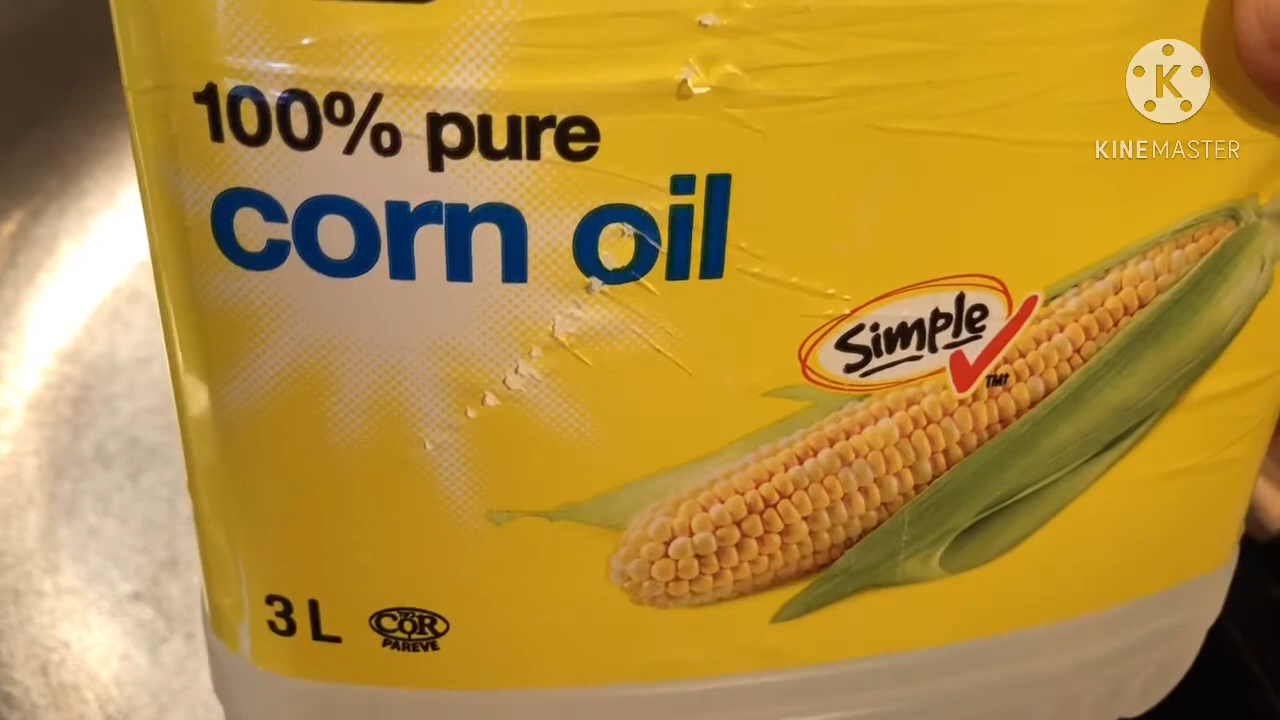 100% pure
corn oil
K
KINEMASTER
Simple
TM†
3 L
COR
PAREVE